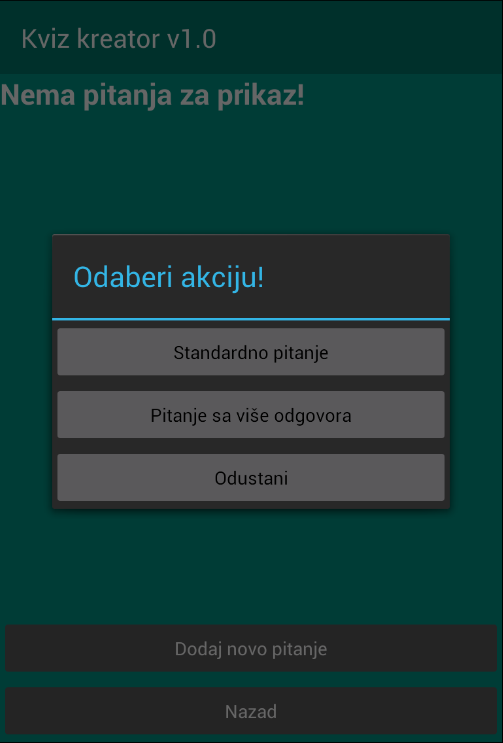 Kviz kreator v1.0
Nema pitanja za prikaz!
Odaberi akciju!
Standardno pitanje
Pitanje sa više odgovora
Odustani
Dodaj novo pitanje
Nazad